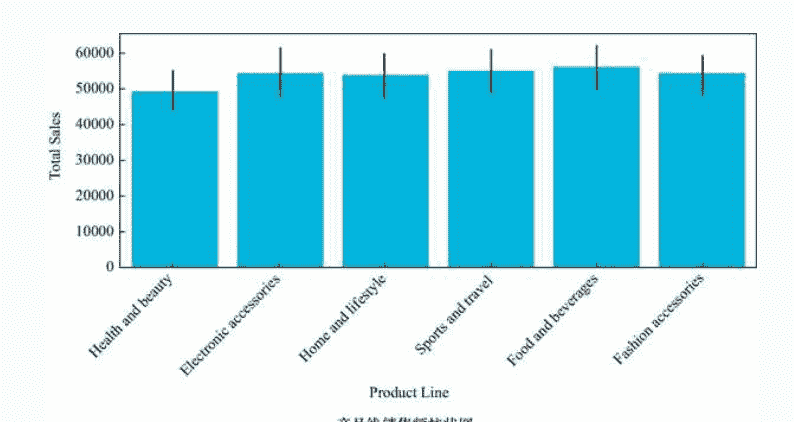 60000
50000
40000
30000
20000
10000
0
Total Sales
Health and beauty
Electronic accessories
Home and lifestyle
Sports and travel
Food and beverages
Fashion accessories
Product Line